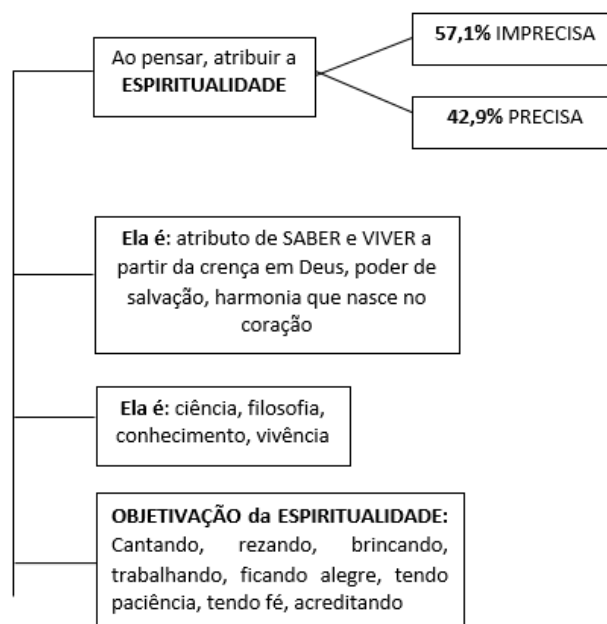 Ao pensar, atribuir a
ESPIRITUALIDADE
57,1% IMPRECISA
42,9% PRECISA
Ela é: atributo de SABER e VIVER a
partir da crença em Deus, poder de
salvação, harmonia que nasce no
coração
Ela é: ciência, filosofia,
conhecimento, vivência
OBJETIVAÇÃO da ESPIRITUALIDADE:
Cantando, rezando, brincando,
trabalhando, ficando alegre, tendo
paciência, tendo fé, acreditando